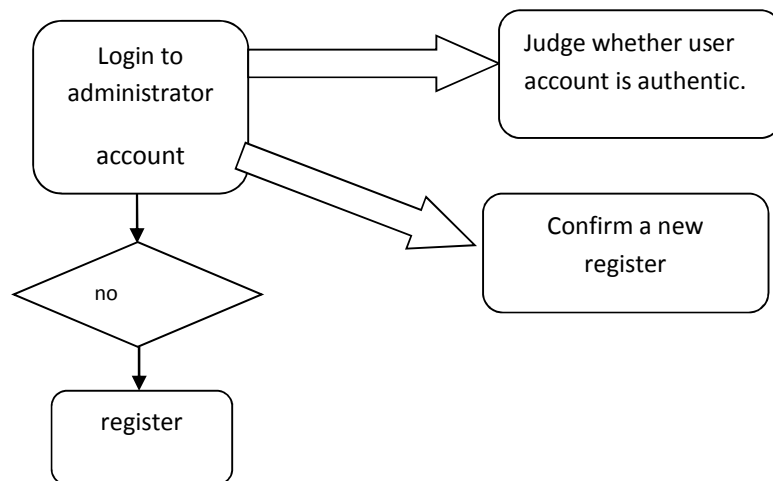 Login to
administrator
account
Judge whether user
account is authentic.
Confirm a new
register
no
register